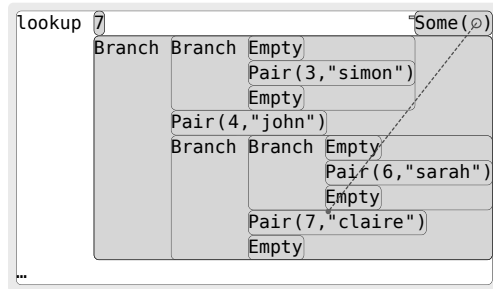 lookup 7 Some(○)
Branch Branch Empty
Pair(3,"simon")
Empty
Pair(4,"john")
Branch Branch Empty
Pair(6,"sarah")
Empty
Pair(7,"claire")
Empty
…